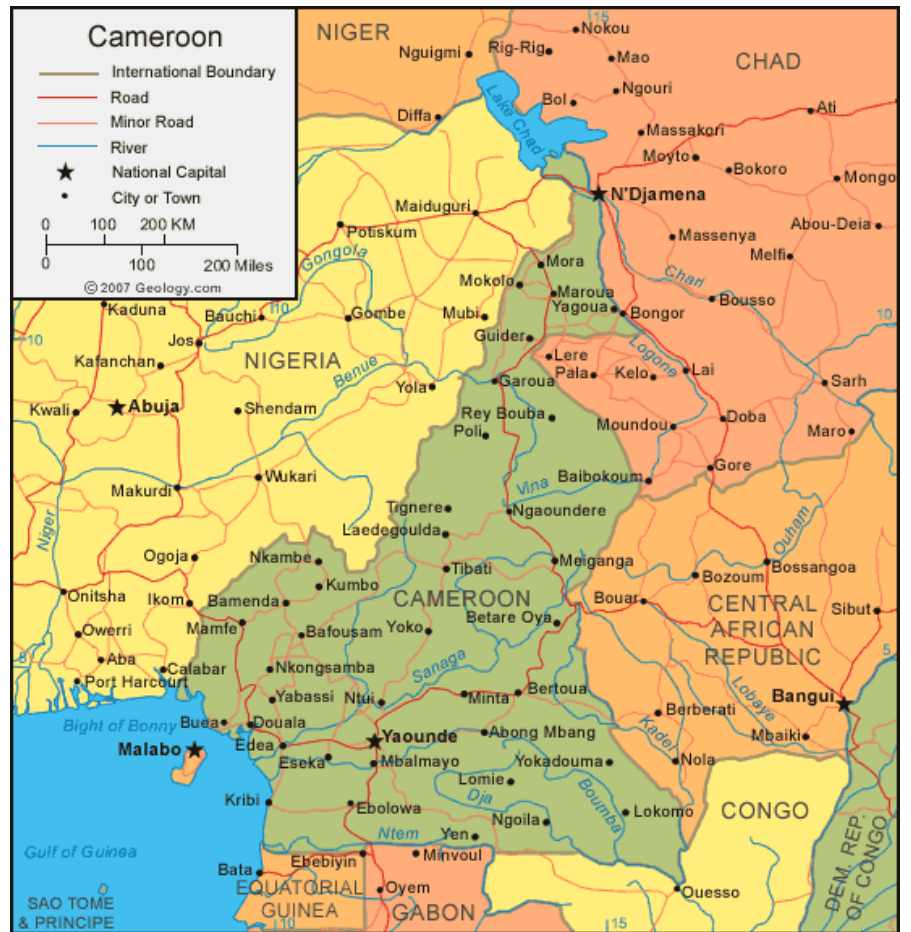 Cameroon
International Boundary
Road
Minor Road
River
National Capital
City or Town
0 100 200 KM
0 100 200 Miles
©2007 Geology.com
15
NIGER
Nguigmi
Rig-Rig
Nokou
Mao
CHAD
Diffa
Lake Chad
Bol
Ngouri
Ati
Massakori
Moyto
Bokoro
Mongo
N'Djamena
Maiduguri
Potiskum
Abou-Deia
Massenya
Melfi
Gongola
Mora
Mokolo
Maroua
Chari
Bousso
Yagoua
Bongor
10
Kaduna
Bauchi
10
Gombe
Mubi
Guider
10
Jos
Kafanchan
NIGERIA
Benue
Lere
Pala
Kelo
Logone
Lai
Sarh
Yola
Garoua
Kwali
Abuja
Shendam
Rey Bouba
Poli
Moundou
Doba
Maro
Gore
Wukari
Makurdi
Baibokoum
Vina
Tignere
Ngaoundere
Laedegoulda
Niger
Ouham
Ogoja
Nkambe
Meiganga
Tibati
Bozoum
Bossangoa
Kumbo
Onitsha
Ikom
Bamenda
CAMEROON
Bouar
CENTRAL
AFRICAN
REPUBLIC
Sibut
Mamfe
Bafousam
Yoko
Betare Oya
Owerri
5
Aba
Calabar
Nkongsamba
Sanaga
5
Port Harcourt
Yabassi
Ntui
Minta
Bertoua
Lobaye
Bangui
Bight of Bonny
Buea
Douala
Berberati
Kadei
Mbaiki
Malabo
Edea
Yaounde
Abong Mbang
Eseka
Mbalmayo
Yokadouma
Nola
Lomie
Kribi
Ebolowa
Dja
Boumba
Lokomo
CONGO
Ngoila
Ntem
Yen
Gulf of Guinea
Ebebiyin
Minvoul
DEM. REP.
OF CONGO
Bata
EQUATORIAL
GUINEA
Oyem
Ouesso
SAO TOME
& PRINCIPE
GABON
10
15